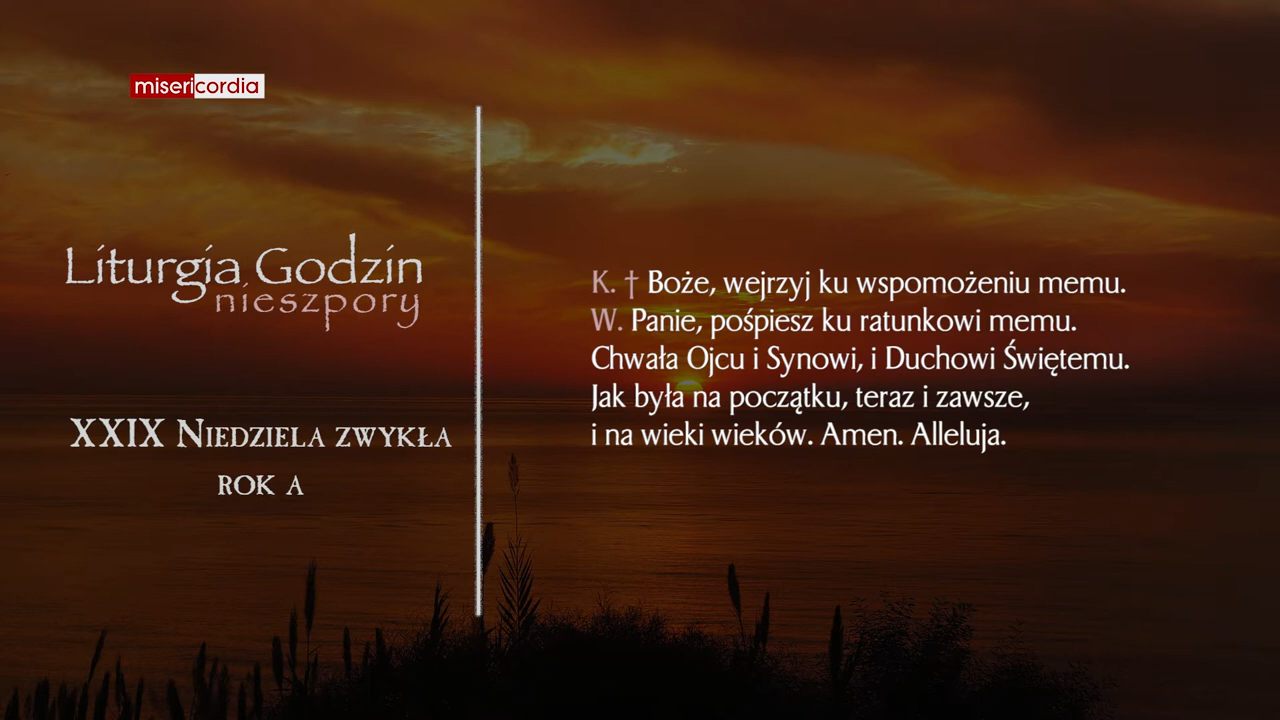 misericordia
Liturgia Godzin
nieszpory
XXIX Niedziela zwykła
rok A
K. † Boże, wejrzyj ku wspomożeniu memu.
W. Panie, pośpiesz ku ratunkowi memu.
Chwała Ojcu i Synowi, i Duchowi Świętemu.
Jak była na początku, teraz i zawsze,
i na wieki wieków. Amen. Alleluja.